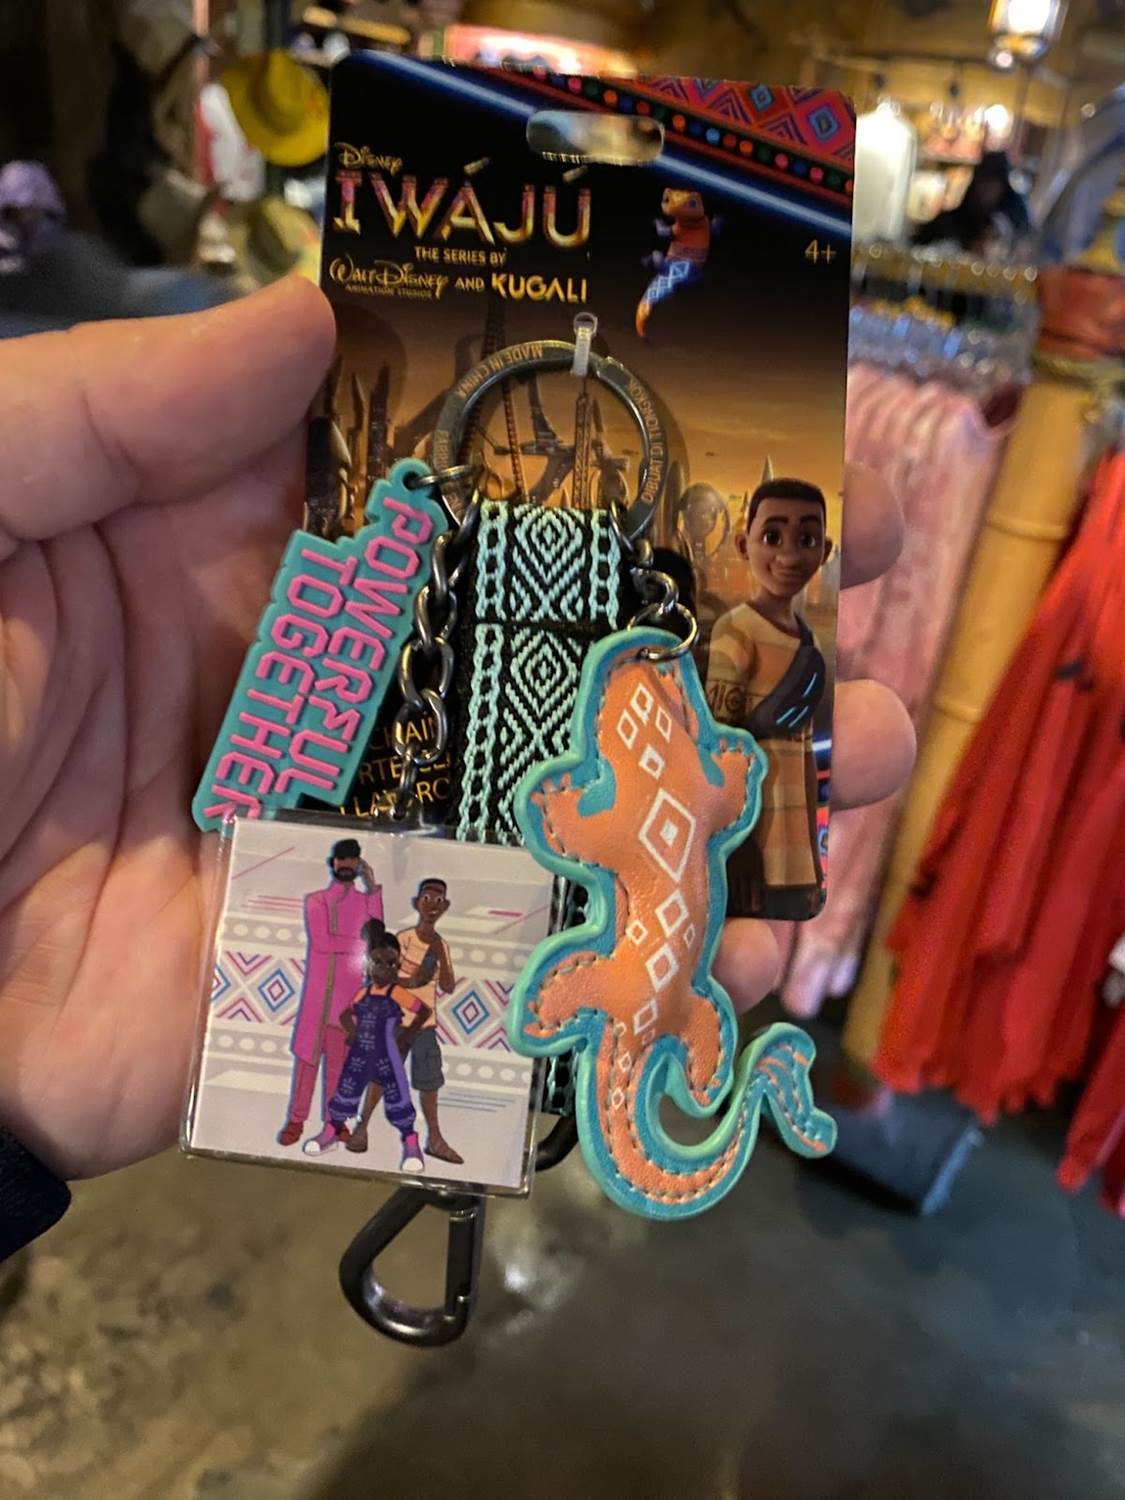 Disney
IWÁJÚ
THE SERIES BY
Walt Disney
ANIMATION STUDIOS
AND KUGALI
4+
MADE IN CHINA
POWERFUL
TOGETHER